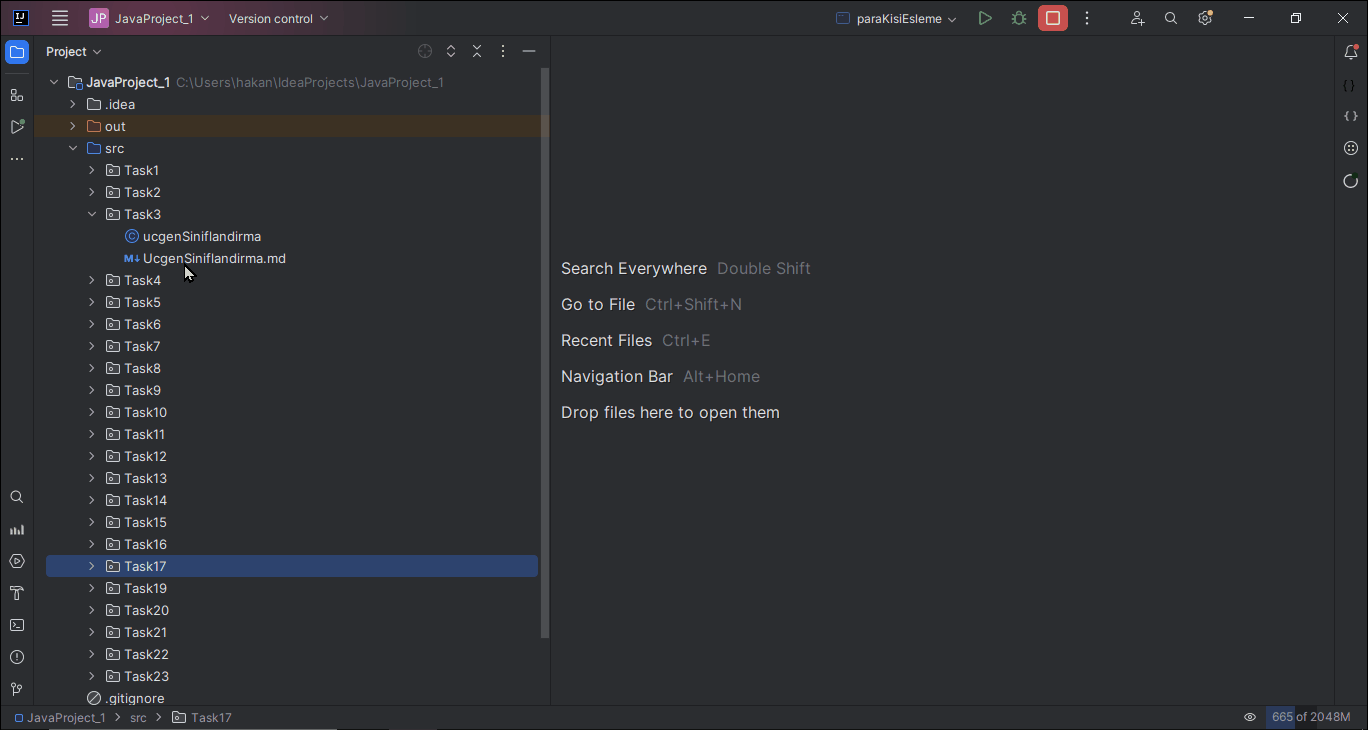 JP JavaProject_1 Version control paraKisiEsleme
Project
JavaProject_1 C:\Users\hakan\IdeaProjects\JavaProject_1
.idea
out
src
Task1
Task2
Task3
ucgenSiniflandirma
UcgenSiniflandirma.md
Task4
Task5
Task6
Task7
Task8
Task9
Task10
Task11
Task12
Task13
Task14
Task15
Task16
Task17
Task19
Task20
Task21
Task22
Task23
.gitignore
Search Everywhere Double Shift
Go to File Ctrl+Shift+N
Recent Files Ctrl+E
Navigation Bar Alt+Home
Drop files here to open them
JavaProject_1 > src > Task17
665 of 2048M